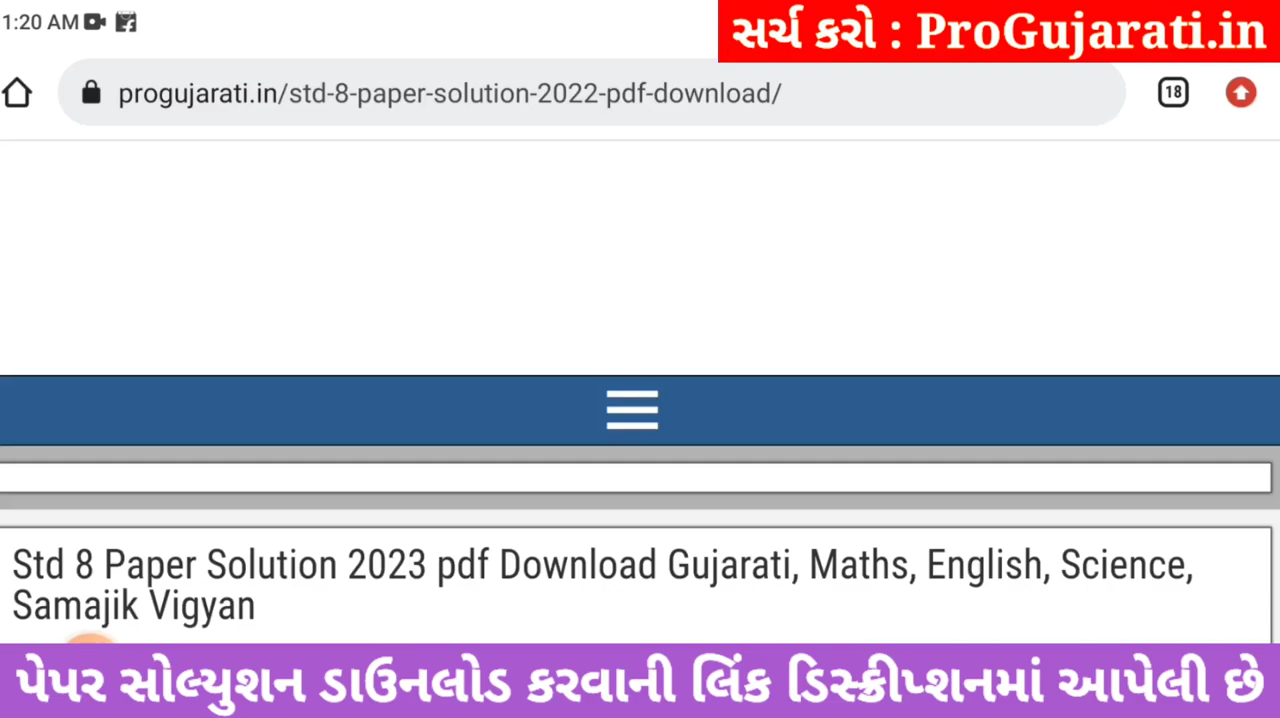 1:20 AM
સર્ચ કરો : ProGujarati.in
progujarati.in/std-8-paper-solution-2022-pdf-download/
18
Std 8 Paper Solution 2023 pdf Download Gujarati, Maths, English, Science,
Samajik Vigyan
પેપર સોલ્યુશન ડાઉનલોડ કરવાની લિંક ડિસ્ક્રીપ્શનમાં આપેલી છે